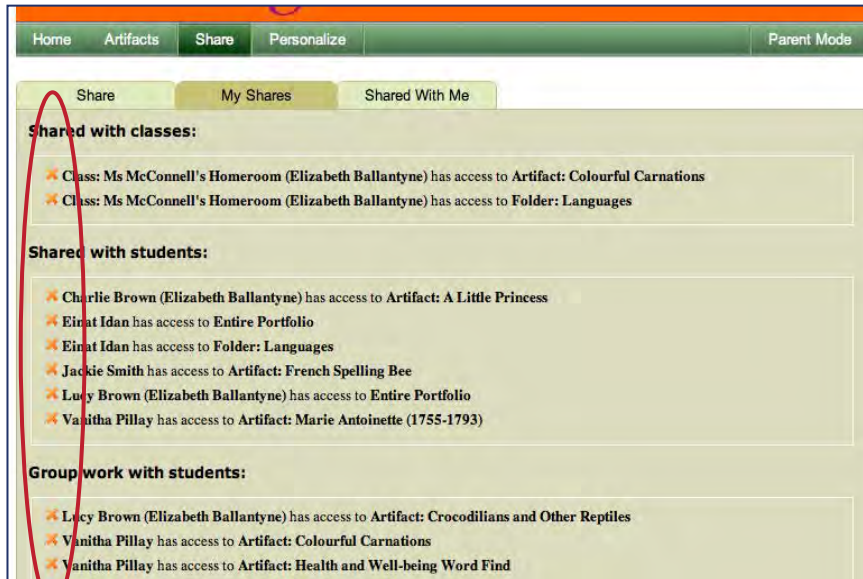 Home Artifacts Share Personalize Parent Mode
Share My Shares Shared With Me
Shared with classes:
Class: Ms McConnell's Homeroom (Elizabeth Ballantyne) has access to Artifact: Colourful Carnations
Class: Ms McConnell's Homeroom (Elizabeth Ballantyne) has access to Folder: Languages
Shared with students:
Charlie Brown (Elizabeth Ballantyne) has access to Artifact: A Little Princess
Einat Idan has access to Entire Portfolio
Einat Idan has access to Folder: Languages
Jackie Smith has access to Artifact: French Spelling Bee
Lucy Brown (Elizabeth Ballantyne) has access to Entire Portfolio
Vanitha Pillay has access to Artifact: Marie Antoinette (1755-1793)
Group work with students:
Lucy Brown (Elizabeth Ballantyne) has access to Artifact: Crocodilians and Other Reptiles
Vanitha Pillay has access to Artifact: Colourful Carnations
Vanitha Pillay has access to Artifact: Health and Well-being Word Find